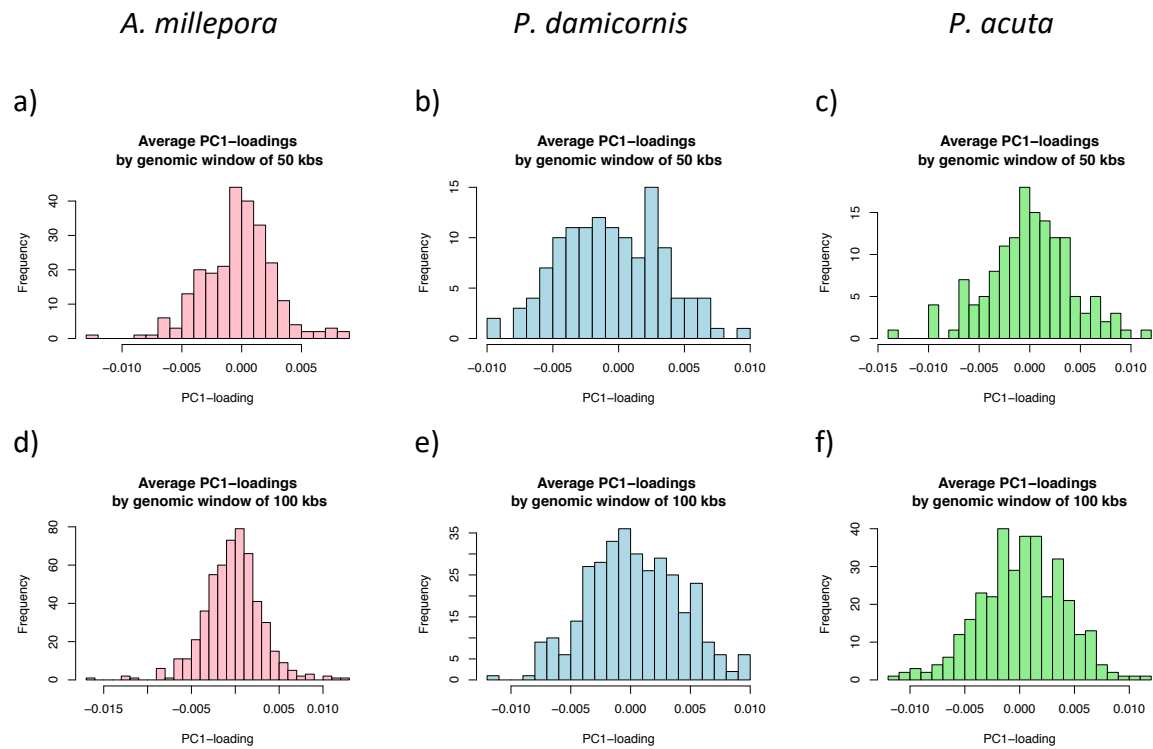 A. millepora
P. damicornis
P. acuta
a)
b)
c)
Average PC1−loadings
by genomic window of 50 kbs
Average PC1−loadings
by genomic window of 50 kbs
Average PC1−loadings
by genomic window of 50 kbs
Frequency
0
10
20
30
40
−0.010
−0.005
0.000
0.005
PC1−loading
Frequency
0
5
10
15
−0.010
−0.005
0.000
0.005
0.010
PC1−loading
Frequency
0
5
10
15
−0.015
−0.010
−0.005
0.000
0.005
0.010
PC1−loading
d)
e)
f)
Average PC1−loadings
by genomic window of 100 kbs
Average PC1−loadings
by genomic window of 100 kbs
Average PC1−loadings
by genomic window of 100 kbs
Frequency
0
20
40
60
80
−0.015
−0.005
0.005
0.010
PC1−loading
Frequency
0
5
15
25
35
−0.010
−0.005
0.000
0.005
0.010
PC1−loading
Frequency
0
10
20
30
40
−0.010
−0.005
0.000
0.005
0.010
PC1−loading